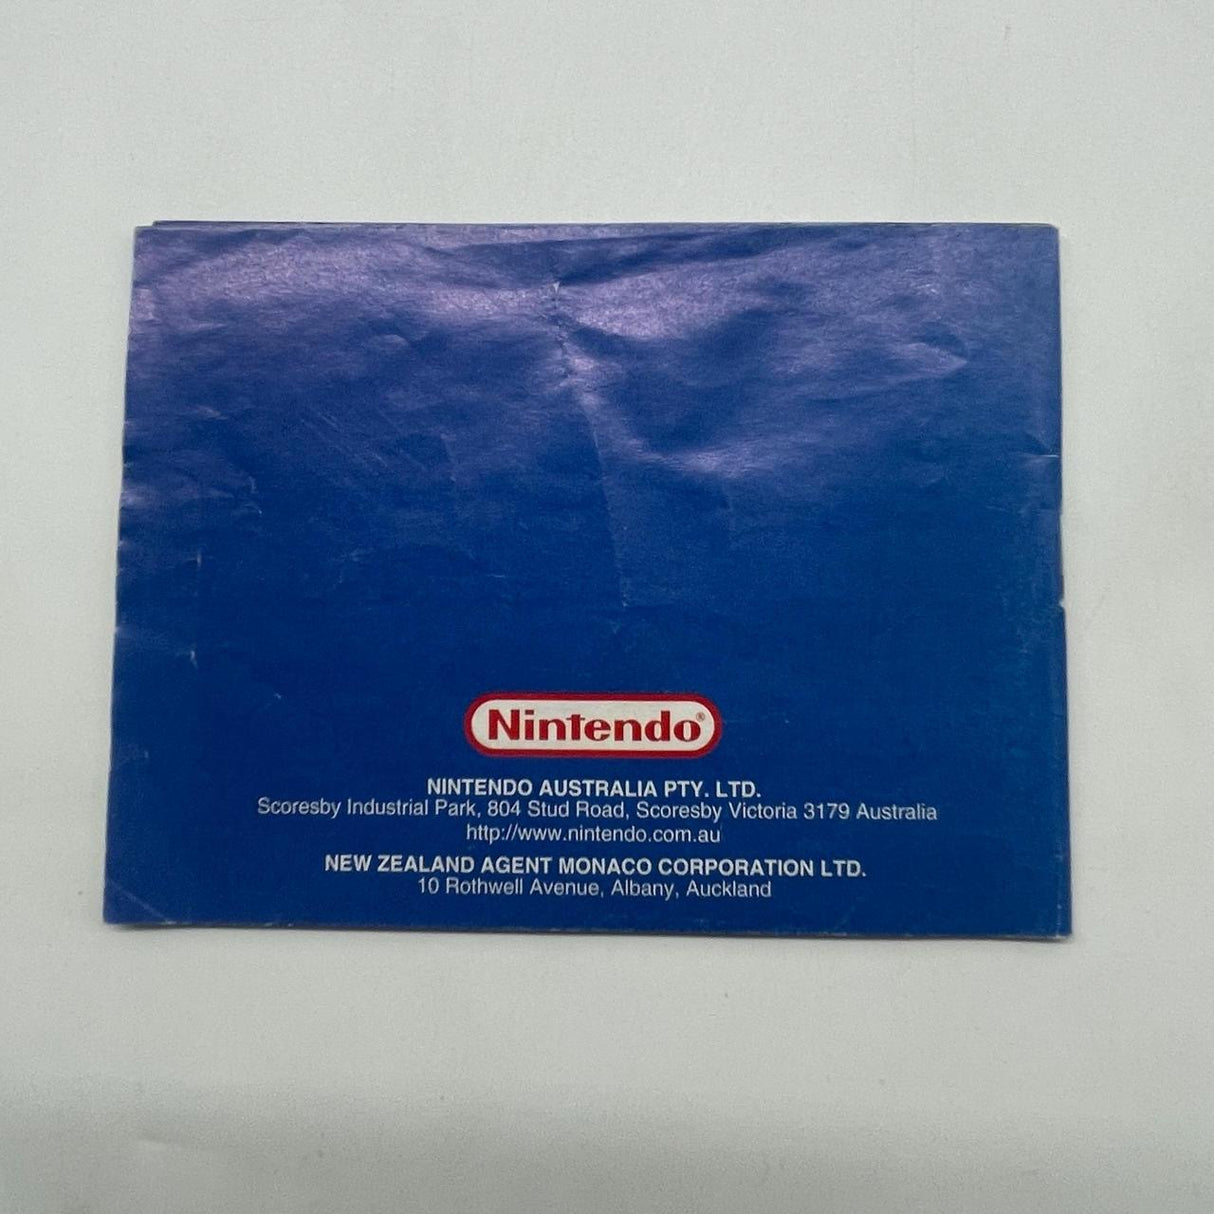 Nintendo®
NINTENDO AUSTRALIA PTY. LTD.
Scoresby Industrial Park, 804 Stud Road, Scoresby Victoria 3179 Australia
http://www.nintendo.com.au
NEW ZEALAND AGENT MONACO CORPORATION LTD.
10 Rothwell Avenue, Albany, Auckland